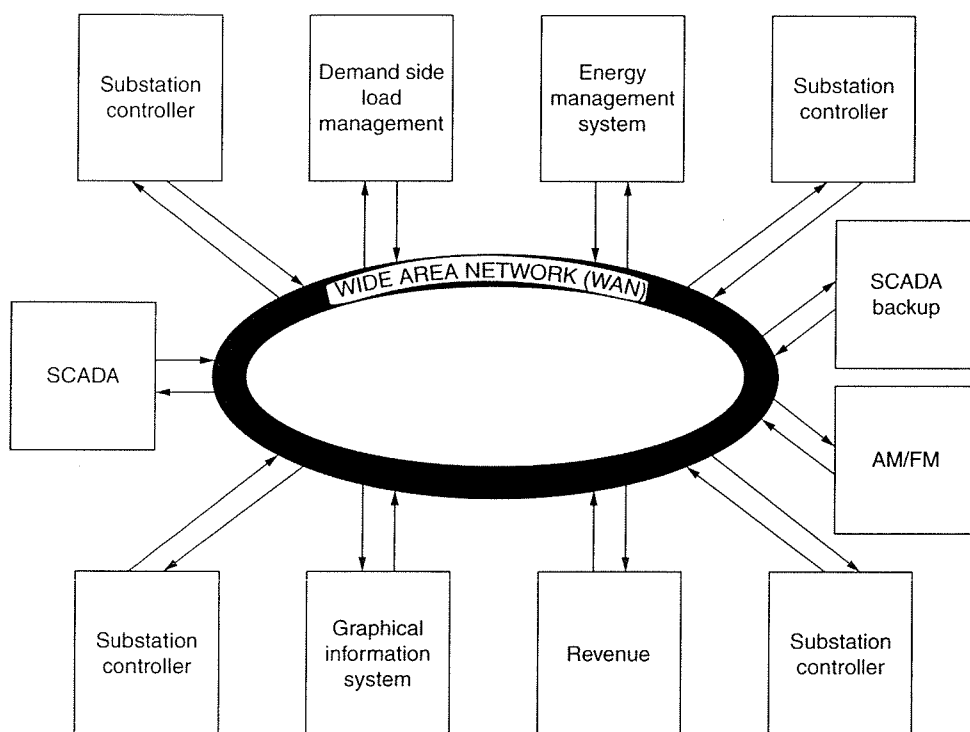 Substation
controller
Demand side
load
management
Energy
management
system
Substation
controller
WIDE AREA NETWORK (WAN)
SCADA
backup
SCADA
AM/FM
Substation
controller
Graphical
information
system
Revenue
Substation
controller